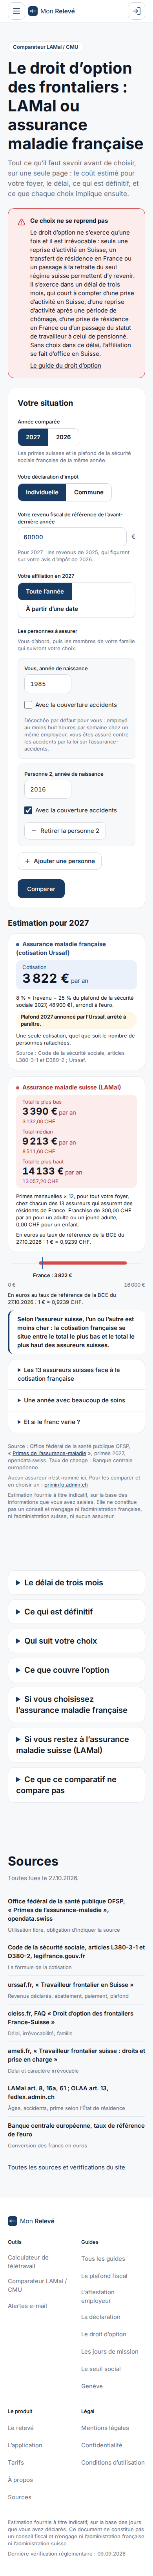 Mon Relevé
Comparateur LAMal / CMU
Le droit d’option
des frontaliers :
LAMal ou
assurance
maladie française
Tout ce qu’il faut savoir avant de choisir,
sur une seule page : le coût estimé pour
votre foyer, le délai, ce qui est définitif, et
ce que chaque choix implique ensuite.
Ce choix ne se reprend pas
Le droit d’option ne s’exerce qu’une
fois et il est irrévocable : seuls une
reprise d’activité en Suisse, un
transfert de résidence en France ou
un passage à la retraite du seul
régime suisse permettent d’y revenir.
Il s’exerce dans un délai de trois
mois, qui court à compter d’une prise
d’activité en Suisse, d’une reprise
d’activité après une période de
chômage, d’une prise de résidence
en France ou d’un passage du statut
de travailleur à celui de pensionné.
Sans choix dans ce délai, l’affiliation
se fait d’office en Suisse.
Le guide du droit d’option
Votre situation
Année comparée
2027 2026
Les primes suisses et le plafond de la sécurité
sociale française de la même année.
Votre déclaration d’impôt
Individuelle Commune
Votre revenu fiscal de référence de l’avant-
dernière année
60000 €
Pour 2027 : les revenus de 2025, qui figurent
sur votre avis d’impôt de 2026.
Votre affiliation en 2027
Toute l’année
À partir d’une date
Les personnes à assurer
Vous d’abord, puis les membres de votre famille
qui suivront votre choix.
Vous, année de naissance
1985
Avec la couverture accidents
Décochée par défaut pour vous : employé
au moins huit heures par semaine chez un
même employeur, vous êtes assuré contre
les accidents par la loi sur l’assurance-
accidents.
Personne 2, année de naissance
2016
Avec la couverture accidents
Retirer la personne 2
Ajouter une personne
Comparer
Estimation pour 2027
Assurance maladie française
(cotisation Urssaf)
Cotisation
3 822 € par an
8 % × (revenu − 25 % du plafond de la sécurité
sociale 2027, 48 900 €), arrondi à l’euro.
Plafond 2027 annoncé par l’Urssaf, arrêté à
paraître.
Une seule cotisation, quel que soit le nombre de
personnes rattachées.
Source : Code de la sécurité sociale, articles
L380-3-1 et D380-2 ; Urssaf.
Assurance maladie suisse (LAMal)
Total le plus bas
3 390 € par an
3 132,00 CHF
Total médian
9 213 € par an
8 511,60 CHF
Total le plus haut
14 133 € par an
13 057,20 CHF
Primes mensuelles × 12, pour tout votre foyer,
chez chacun des 13 assureurs qui assurent des
résidents de France. Franchise de 300,00 CHF
par an pour un adulte ou un jeune adulte,
0,00 CHF pour un enfant.
En euros au taux de référence de la BCE du
27.10.2026 : 1 € = 0,9239 CHF.
France : 3 822 €
0 € 16 000 €
En euros au taux de référence de la BCE du
27.10.2026 : 1 € = 0,9239 CHF.
Selon l’assureur suisse, l’un ou l’autre est
moins cher : la cotisation française se
situe entre le total le plus bas et le total le
plus haut des assureurs suisses.
Les 13 assureurs suisses face à la
cotisation française
Une année avec beaucoup de soins
Et si le franc varie ?
Source : Office fédéral de la santé publique OFSP,
« Primes de l’assurance-maladie », primes 2027,
opendata.swiss. Taux de change : Banque centrale
européenne.
Aucun assureur n’est nommé ici. Pour les comparer et
en choisir un : priminfo.admin.ch
Estimation fournie à titre indicatif, sur la base des
informations que vous avez saisies. Elle ne constitue
pas un conseil et n’engage ni l’administration française,
ni l’administration suisse, ni aucun assureur.
Le délai de trois mois
Ce qui est définitif
Qui suit votre choix
Ce que couvre l’option
Si vous choisissez
l’assurance maladie française
Si vous restez à l’assurance
maladie suisse (LAMal)
Ce que ce comparatif ne
compare pas
Sources
Toutes lues le 27.10.2026.
Office fédéral de la santé publique OFSP,
« Primes de l’assurance-maladie »,
opendata.swiss
Utilisation libre, obligation d’indiquer la source
Code de la sécurité sociale, articles L380-3-1 et
D380-2, legifrance.gouv.fr
La formule de la cotisation
urssaf.fr, « Travailleur frontalier en Suisse »
Revenus déclarés, abattement, paiement, plafond
cleiss.fr, FAQ « Droit d’option des frontaliers
France-Suisse »
Délai, irrévocabilité, famille
ameli.fr, « Travailleur frontalier suisse : droits et
prise en charge »
Délai et caractère irrévocable
LAMal art. 8, 16a, 61 ; OLAA art. 13,
fedlex.admin.ch
Âges, accidents, prime selon l’État de résidence
Banque centrale européenne, taux de référence
de l’euro
Conversion des francs en euros
Toutes les sources et vérifications du site
Mon Relevé
Outils
Calculateur de
télétravail
Comparateur LAMal /
CMU
Alertes e-mail
Guides
Tous les guides
Le plafond fiscal
L’attestation
employeur
La déclaration
Le droit d’option
Les jours de mission
Le seuil social
Genève
Le produit
Le relevé
L’application
Tarifs
À propos
Sources
Légal
Mentions légales
Confidentialité
Conditions d’utilisation
Estimation fournie à titre indicatif, sur la base des jours
que vous avez déclarés. Ce document ne constitue pas
un conseil fiscal et n’engage ni l’administration française
ni l’administration suisse.
Dernière vérification réglementaire : 09.09.2026